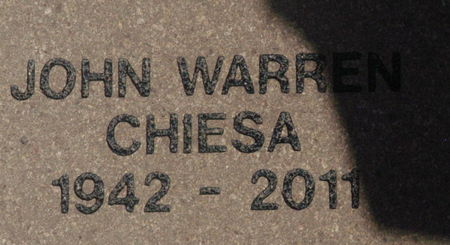 JOHN WARREN
CHIESA
1942 - 2011